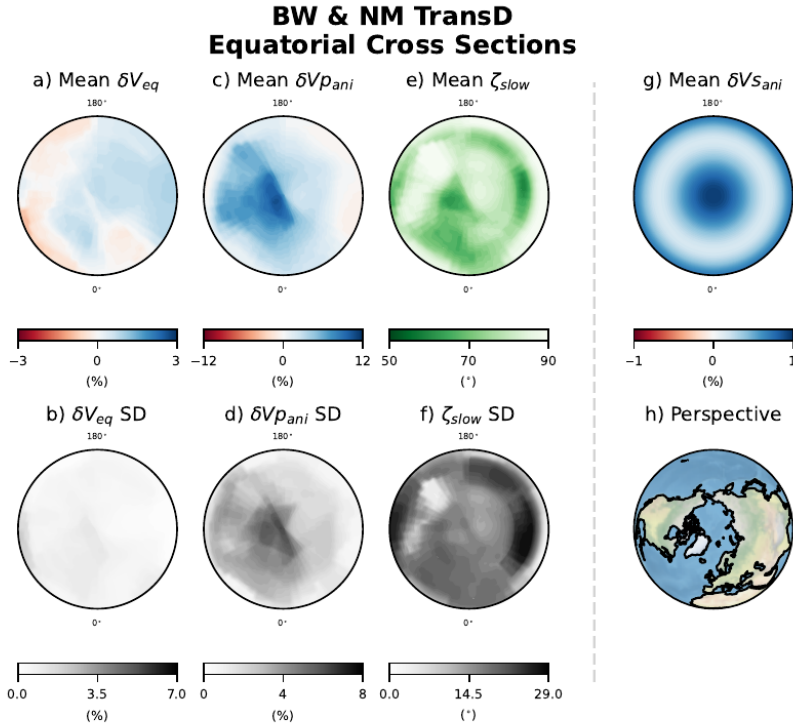 BW & NM TransD
Equatorial Cross Sections
a) Mean δV_eq
c) Mean δVp_ani
e) Mean ζ_slow
g) Mean δVs_ani
180°
180°
180°
180°
0°
0°
0°
0°
−3 0 3
−12 0 12
50 70 90
−1 0 1
(%)
(%)
(°)
(%)
b) δV_eq SD
d) δVp_ani SD
f) ζ_slow SD
h) Perspective
180°
180°
180°
0°
0°
0°
0.0 3.5 7.0
0 4 8
0.0 14.5 29.0
(%)
(%)
(°)